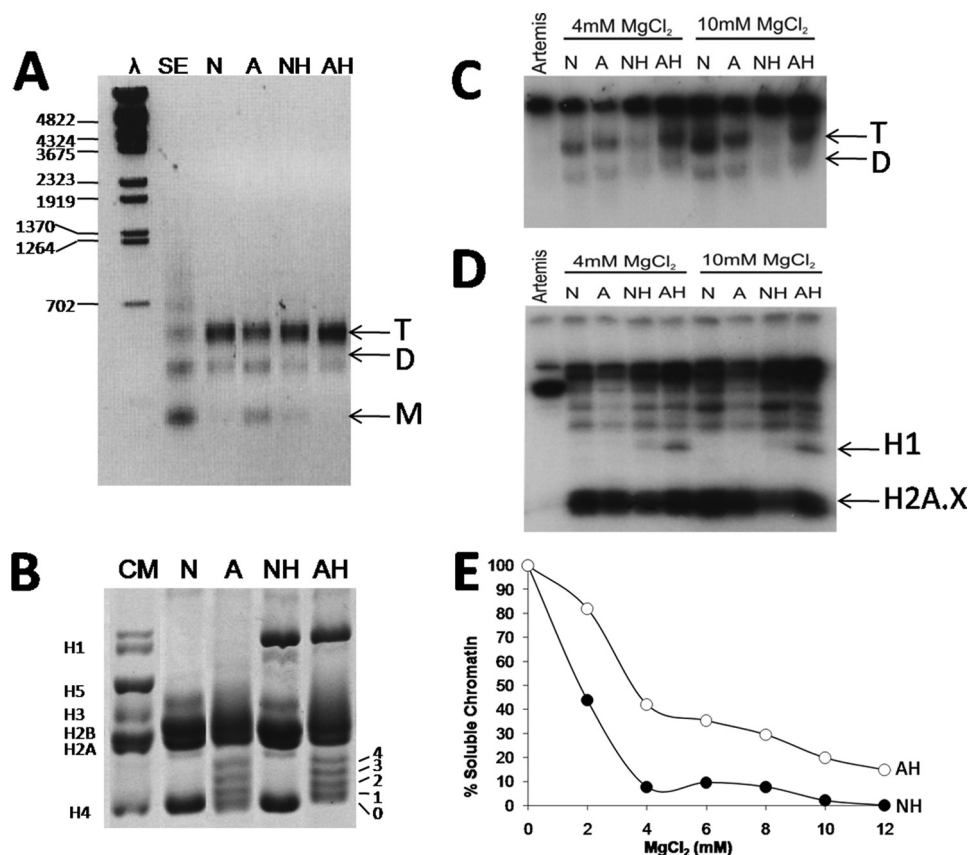 A
λ SE N A NH AH
4822
4324
3675
2323
1919
1370
1264
702
T
D
M
B
CM N A NH AH
H1
H5
H3
H2B
H2A
H4
4
3
2
1
0
C
Artemis
4mM MgCl₂ 10mM MgCl₂
N A NH AH N A NH AH
T
D
D
Artemis
4mM MgCl₂ 10mM MgCl₂
N A NH AH N A NH AH
H1
H2A.X
E
% Soluble Chromatin
100
90
80
70
60
50
40
30
20
10
0
AH
NH
0 2 4 6 8 10 12
MgCl₂ (mM)